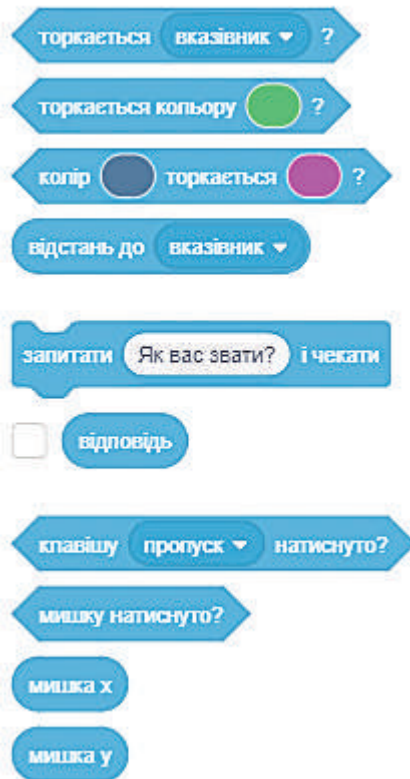 торкається вказівник ?
торкається кольору ?
колір торкається ?
відстань до вказівник
запитати Як вас звати? і чекати
відповідь
клавішу пропуск натиснуто?
мишку натиснуто?
мишка x
мишка y